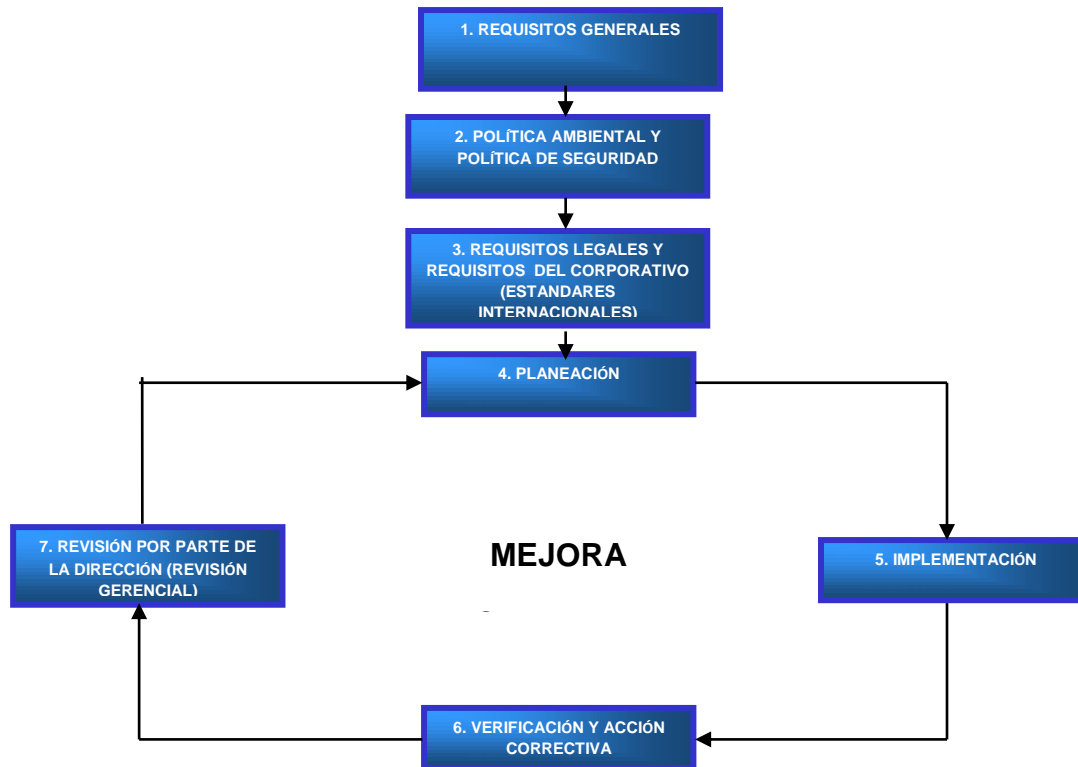 1. REQUISITOS GENERALES
2. POLÍTICA AMBIENTAL Y
POLÍTICA DE SEGURIDAD
3. REQUISITOS LEGALES Y
REQUISITOS DEL CORPORATIVO
(ESTANDARES
INTERNACIONALES)
4. PLANEACIÓN
7. REVISIÓN POR PARTE DE
LA DIRECCIÓN (REVISIÓN
GERENCIAL)
MEJORA
5. IMPLEMENTACIÓN
6. VERIFICACIÓN Y ACCIÓN
CORRECTIVA